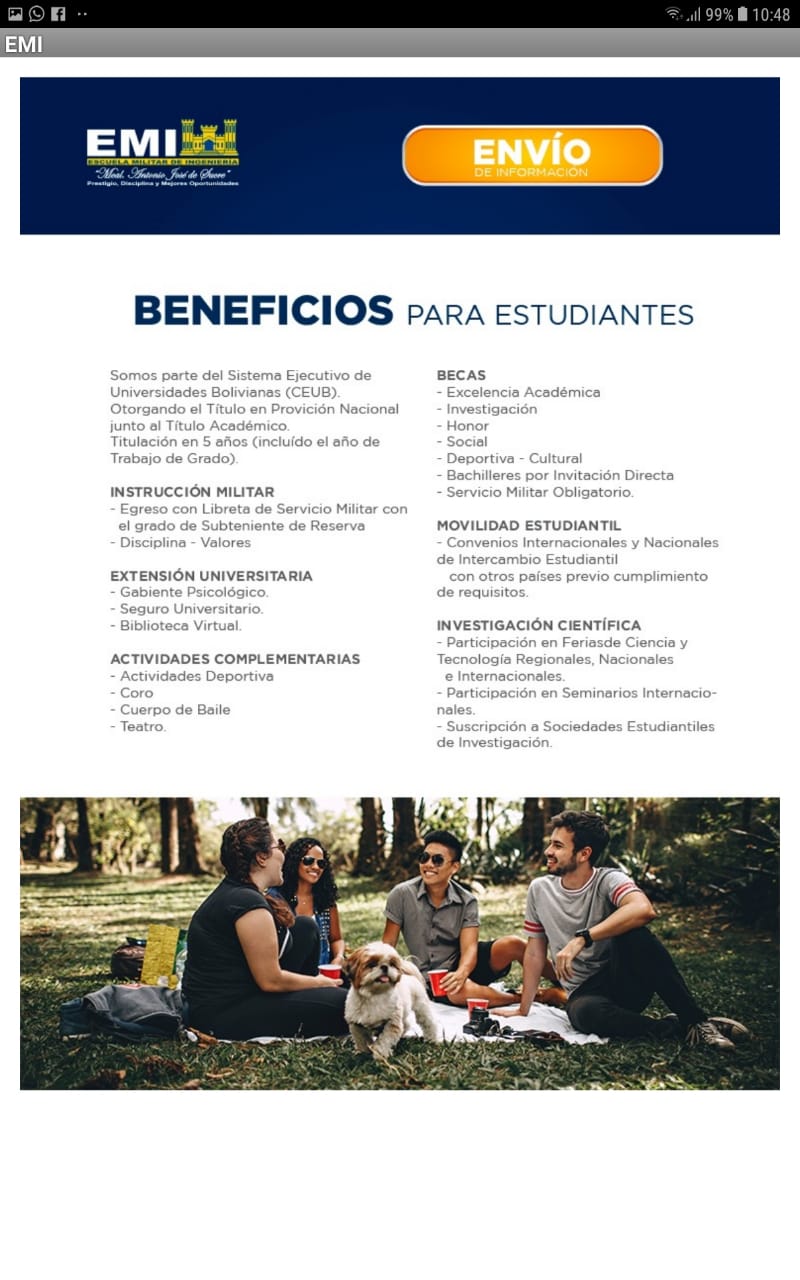 99% 10:48
EMI
EMI
ESCUELA MILITAR DE INGENIERÍA
"Mcal. Antonio José de Sucre"
Prestigio, Disciplina y Mejores Oportunidades
ENVÍO
DE INFORMACIÓN
BENEFICIOS PARA ESTUDIANTES
Somos parte del Sistema Ejecutivo de
Universidades Bolivianas (CEUB).
Otorgando el Título en Provición Nacional
junto al Título Académico.
Titulación en 5 años (incluído el año de
Trabajo de Grado).
INSTRUCCIÓN MILITAR
- Egreso con Libreta de Servicio Militar con
el grado de Subteniente de Reserva
- Disciplina - Valores
EXTENSIÓN UNIVERSITARIA
- Gabiente Psicológico.
- Seguro Universitario.
- Biblioteca Virtual.
ACTIVIDADES COMPLEMENTARIAS
- Actividades Deportiva
- Coro
- Cuerpo de Baile
- Teatro.
BECAS
- Excelencia Académica
- Investigación
- Honor
- Social
- Deportiva - Cultural
- Bachilleres por Invitación Directa
- Servicio Militar Obligatorio.
MOVILIDAD ESTUDIANTIL
- Convenios Internacionales y Nacionales
de Intercambio Estudiantil
con otros países previo cumplimiento
de requisitos.
INVESTIGACIÓN CIENTÍFICA
- Participación en Feriasde Ciencia y
Tecnología Regionales, Nacionales
e Internacionales.
- Participación en Seminarios Internacio-
nales.
- Suscripción a Sociedades Estudiantiles
de Investigación.